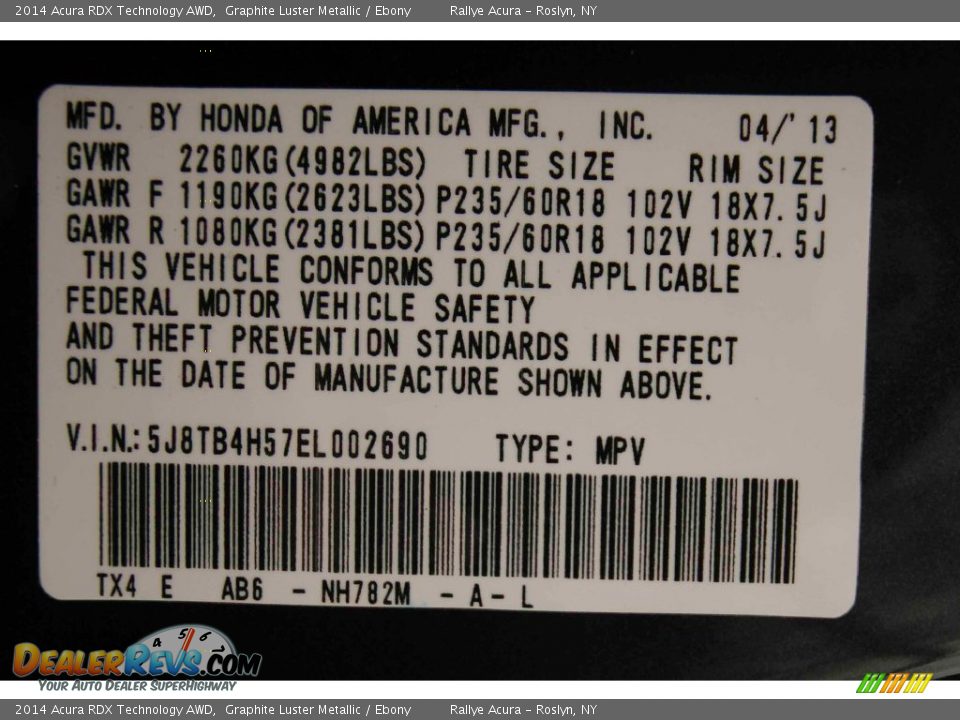 2014 Acura RDX Technology AWD,  Graphite Luster Metallic / Ebony  Rallye Acura - Roslyn, NY
MFD. BY HONDA OF AMERICA MFG., INC.  04/'13
GVWR  2260KG(4982LBS)  TIRE SIZE  RIM SIZE
GAWR F 1190KG(2623LBS) P235/60R18 102V 18X7.5J
GAWR R 1080KG(2381LBS) P235/60R18 102V 18X7.5J
THIS VEHICLE CONFORMS TO ALL APPLICABLE
FEDERAL MOTOR VEHICLE SAFETY
AND THEFT PREVENTION STANDARDS IN EFFECT
ON THE DATE OF MANUFACTURE SHOWN ABOVE.
V.I.N.: 5J8TB4H57EL002690  TYPE: MPV
TX4 E  AB6 - NH782M - A - L
4 5 6
DEALERREVS.COM
YOUR AUTO DEALER SUPERHIGHWAY
2014 Acura RDX Technology AWD,  Graphite Luster Metallic / Ebony  Rallye Acura - Roslyn, NY